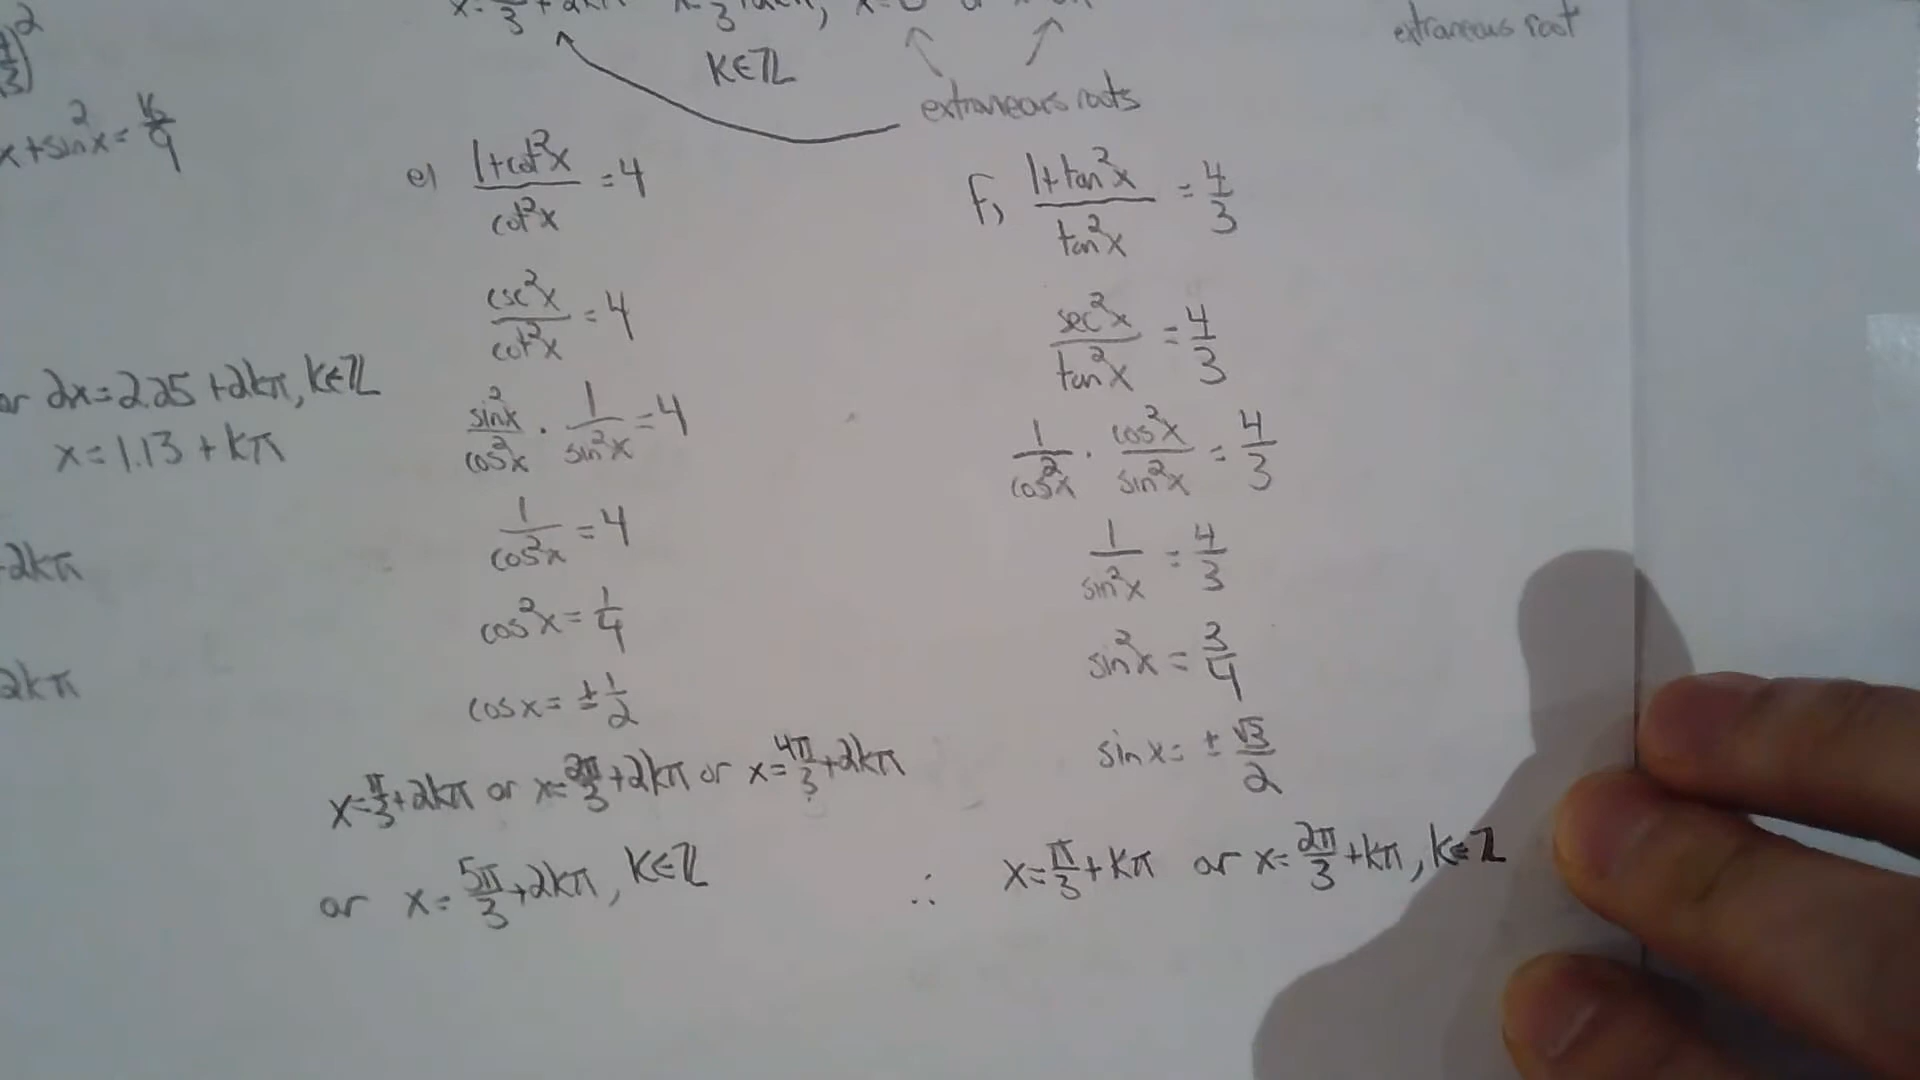 K∈ℤ
extraneous roots
extraneous root
x+sin²x = 16/9
or 2x = 2.25 + 2kπ, k∈ℤ
x = 1.13 + kπ
2kπ
2kπ
e) (1+cot²x)/(cot²x) = 4
csc²x/cot²x = 4
sin²x/cos²x · 1/sin²x = 4
1/cos²x = 4
cos²x = 1/4
cos x = ± 1/2
x = π/3 + 2kπ or x = 2π/3 + 2kπ or x = 4π/3 + 2kπ
or x = 5π/3 + 2kπ, k∈ℤ
f) (1+tan²x)/(tan²x) = 4/3
sec²x/tan²x = 4/3
1/cos²x · cos²x/sin²x = 4/3
1/sin²x = 4/3
sin²x = 3/4
sin x = ± √3/2
∴ x = π/3 + kπ or x = 2π/3 + kπ, k∈ℤ